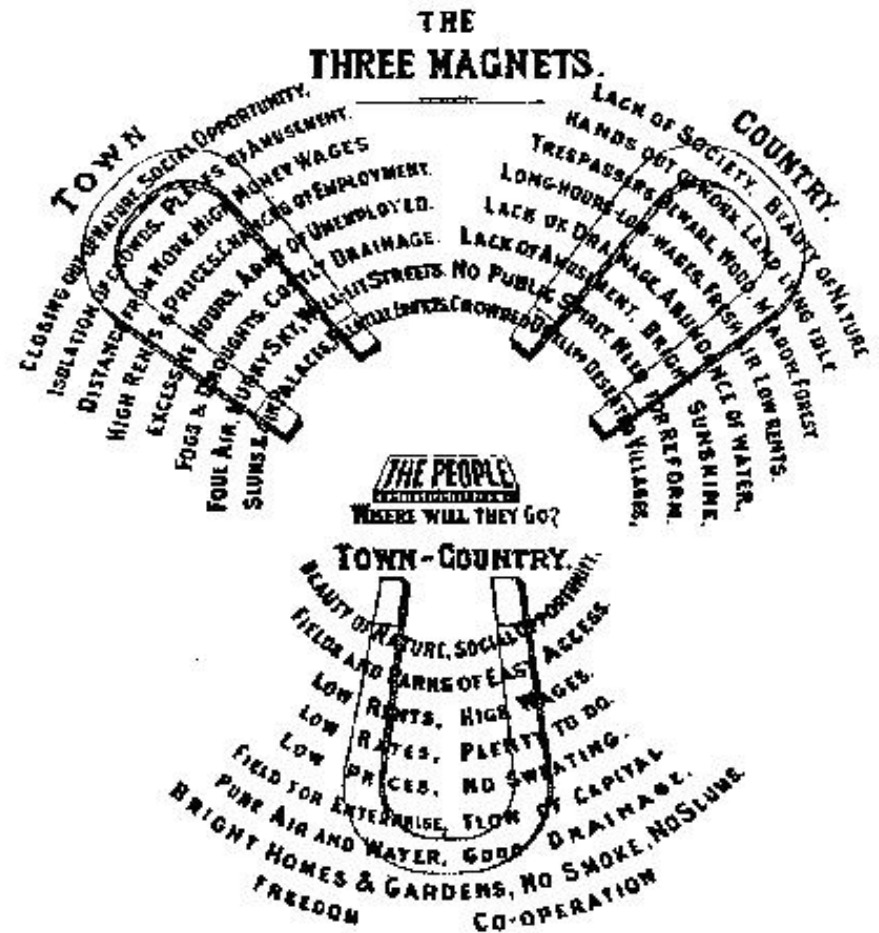 THE
THREE MAGNETS.
TOWN
CLOSING OUT OF NATURE. SOCIAL OPPORTUNITY.
ISOLATION OF CROWDS. PLACES OF AMUSEMENT.
DISTANCE FROM WORK. HIGH MONEY WAGES
HIGH RENTS & PRICES. CHANCES OF EMPLOYMENT.
EXCESSIVE HOURS. ARMY OF UNEMPLOYED.
FOGS & DROUGHTS. COSTLY DRAINAGE.
FOUL AIR. MURKY SKY. WELL-LIT STREETS.
SLUMS & GIN PALACES.
COUNTRY.
LACK OF SOCIETY. BEAUTY OF NATURE
HANDS OUT OF WORK. LAND LYING IDLE
TRESPASSERS BEWARE. WOOD, MEADOW, FOREST
LONG-HOURS-LOW-WAGES. FRESH AIR LOW RENTS.
LACK OF DRAINAGE. ABUNDANCE OF WATER,
LACK OF AMUSEMENT. BRIGHT SUNSHINE.
NO PUBLIC SPIRIT. NEED FOR REFORM.
CROWDED DWELLINGS. DESERTED VILLAGES,
THE PEOPLE
WHERE WILL THEY GO?
TOWN-COUNTRY.
BEAUTY OF NATURE, SOCIAL OPPORTUNITY.
FIELDS AND PARKS OF EASY ACCESS.
LOW RENTS, HIGH WAGES.
LOW RATES, PLENTY TO DO.
LOW PRICES, NO SWEATING.
FIELD FOR ENTERPRISE, FLOW OF CAPITAL
PURE AIR AND WATER, GOOD DRAINAGE.
BRIGHT HOMES & GARDENS, NO SMOKE, NO SLUMS.
FREEDOM
CO-OPERATION